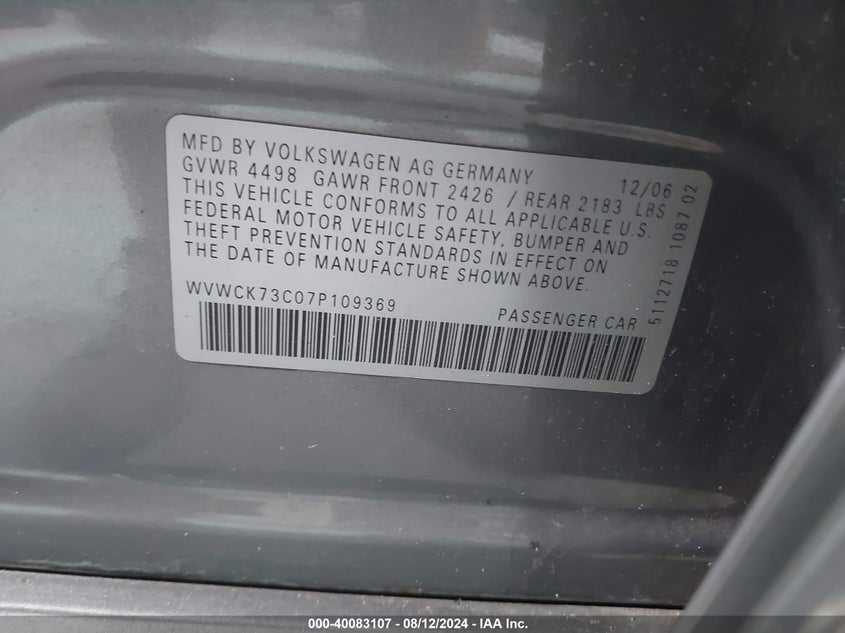 MFD BY VOLKSWAGEN AG GERMANY 12/06
GVWR 4498 GAWR FRONT 2426 / REAR 2183 LBS
THIS VEHICLE CONFORMS TO ALL APPLICABLE U.S.
FEDERAL MOTOR VEHICLE SAFETY, BUMPER AND
THEFT PREVENTION STANDARDS IN EFFECT ON
THE DATE OF MANUFACTURE SHOWN ABOVE.
WVWCK73C07P109369 PASSENGER CAR
5112718 1087 02
000-40083107 - 08/12/2024 - IAA Inc.